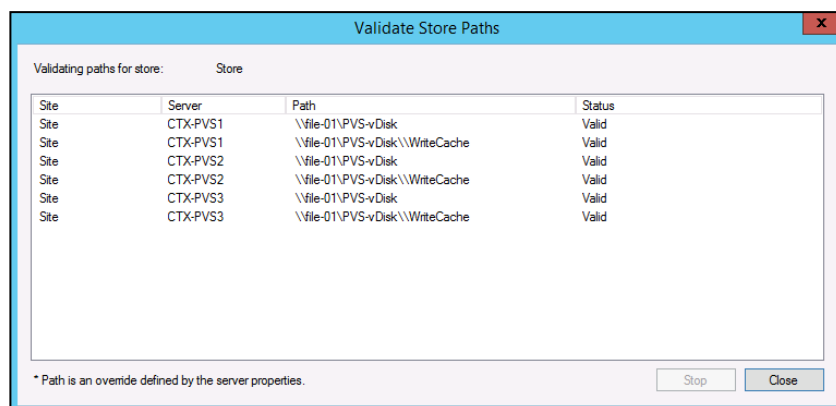 Validate Store Paths
x
Validating paths for store: Store
Site Server Path Status
Site CTX-PVS1 \\file-01\PVS-vDisk Valid
Site CTX-PVS1 \\file-01\PVS-vDisk\\WriteCache Valid
Site CTX-PVS2 \\file-01\PVS-vDisk Valid
Site CTX-PVS2 \\file-01\PVS-vDisk\\WriteCache Valid
Site CTX-PVS3 \\file-01\PVS-vDisk Valid
Site CTX-PVS3 \\file-01\PVS-vDisk\\WriteCache Valid
* Path is an override defined by the server properties. Stop Close